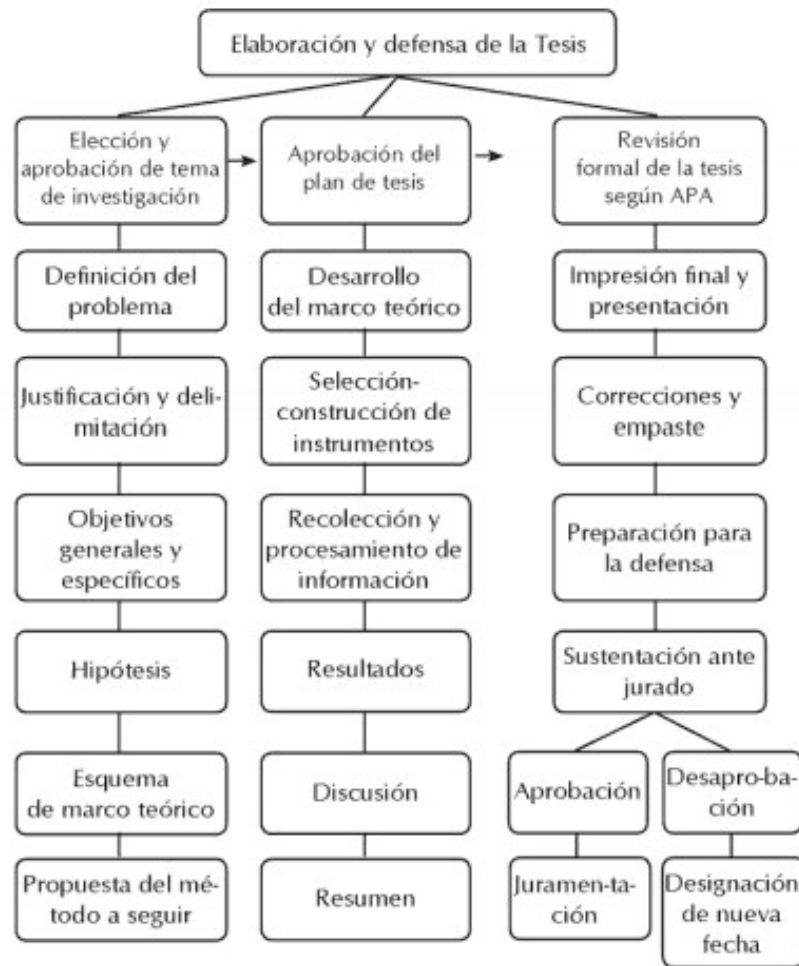 Elaboración y defensa de la Tesis
Elección y
aprobación de tema
de investigación
Definición del
problema
Justificación y deli-
mitación
Objetivos
generales y
específicos
Hipótesis
Esquema
de marco teórico
Propuesta del mé-
todo a seguir
Aprobación del
plan de tesis
Desarrollo
del marco teórico
Selección-
construcción de
instrumentos
Recolección y
procesamiento de
información
Resultados
Discusión
Resumen
Revisión
formal de la tesis
según APA
Impresión final y
presentación
Correcciones y
empaste
Preparación para
la defensa
Sustentación ante
jurado
Aprobación
Juramen-ta-
ción
Desapro-ba-
ción
Designación
de nueva
fecha